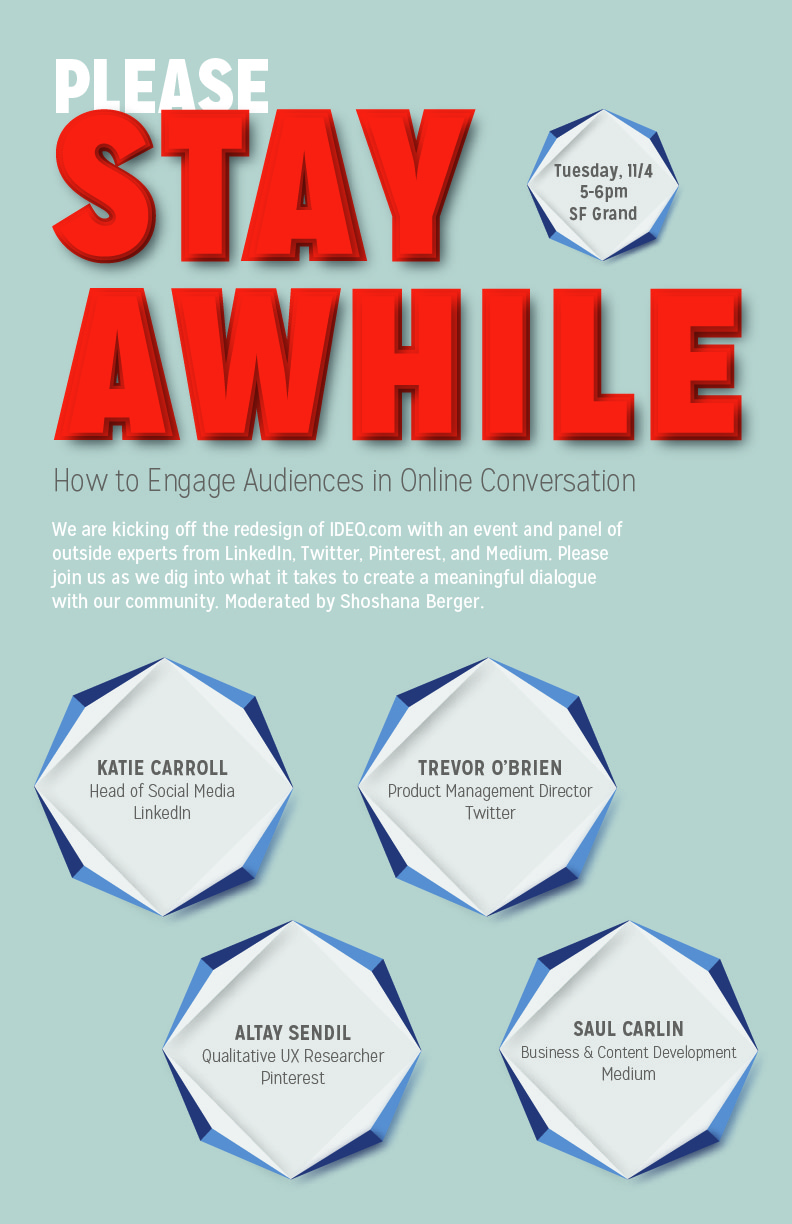 PLEASE
STAY
AWHILE
Tuesday, 11/4
5-6pm
SF Grand
How to Engage Audiences in Online Conversation
We are kicking off the redesign of IDEO.com with an event and panel of
outside experts from LinkedIn, Twitter, Pinterest, and Medium. Please
join us as we dig into what it takes to create a meaningful dialogue
with our community. Moderated by Shoshana Berger.
KATIE CARROLL
Head of Social Media
LinkedIn
TREVOR O’BRIEN
Product Management Director
Twitter
ALTAY SENDIL
Qualitative UX Researcher
Pinterest
SAUL CARLIN
Business & Content Development
Medium